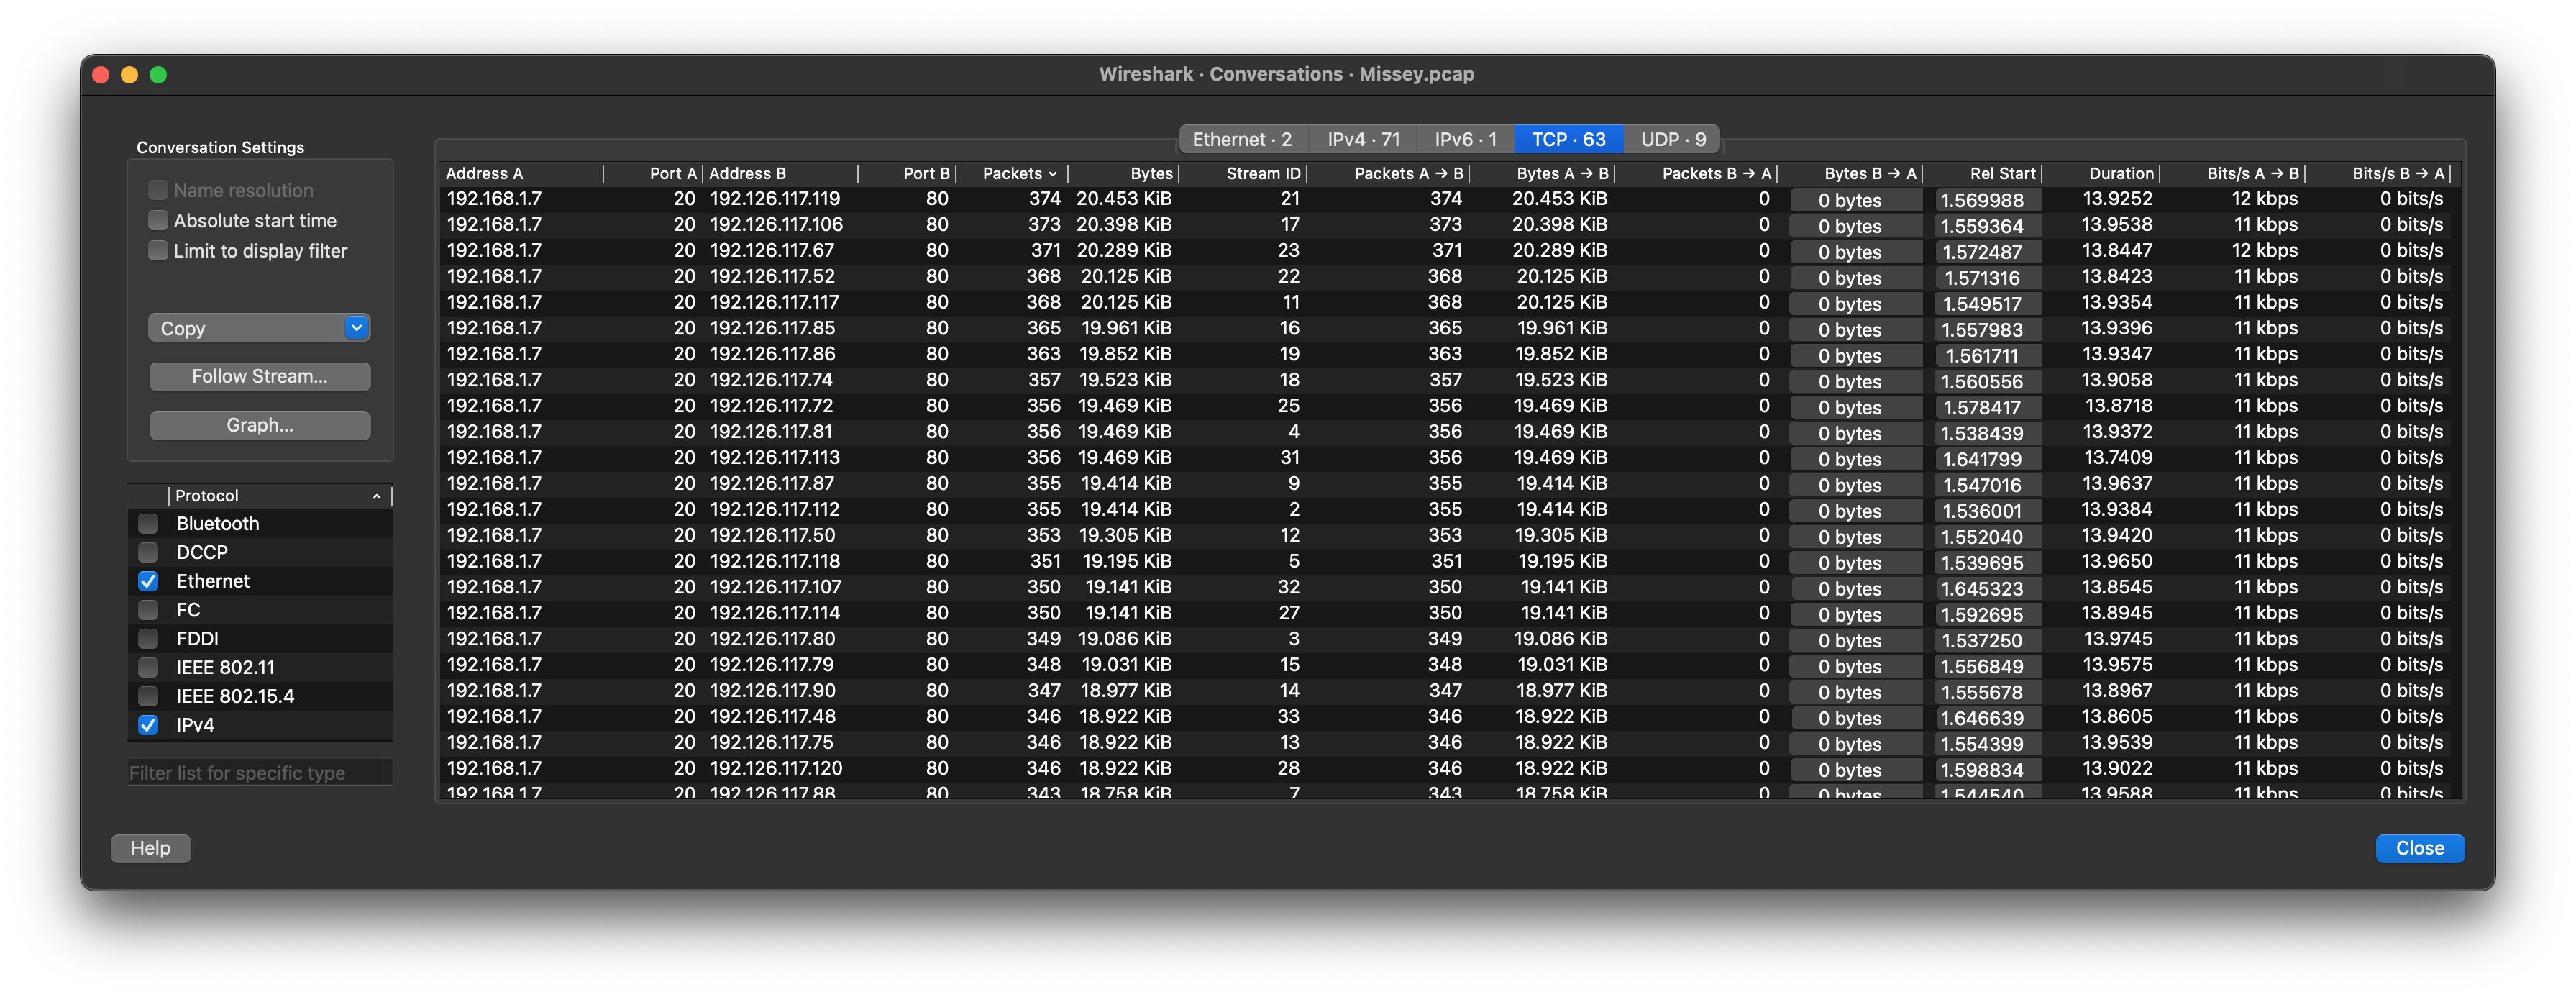 Wireshark · Conversations · Missey.pcap
Conversation Settings
Name resolution
Absolute start time
Limit to display filter
Copy
Follow Stream...
Graph...
Protocol
Bluetooth
DCCP
Ethernet
FC
FDDI
IEEE 802.11
IEEE 802.15.4
IPv4
Filter list for specific type
Ethernet · 2 IPv4 · 71 IPv6 · 1 TCP · 63 UDP · 9
Address A Port A Address B Port B Packets Bytes Stream ID Packets A → B Bytes A → B Packets B → A Bytes B → A Rel Start Duration Bits/s A → B Bits/s B → A
192.168.1.7 20 192.126.117.119 80 374 20.453 KiB 21 374 20.453 KiB 0 0 bytes 1.569988 13.9252 12 kbps 0 bits/s
192.168.1.7 20 192.126.117.106 80 373 20.398 KiB 17 373 20.398 KiB 0 0 bytes 1.559364 13.9538 11 kbps 0 bits/s
192.168.1.7 20 192.126.117.67 80 371 20.289 KiB 23 371 20.289 KiB 0 0 bytes 1.572487 13.8447 12 kbps 0 bits/s
192.168.1.7 20 192.126.117.52 80 368 20.125 KiB 22 368 20.125 KiB 0 0 bytes 1.571316 13.8423 11 kbps 0 bits/s
192.168.1.7 20 192.126.117.117 80 368 20.125 KiB 11 368 20.125 KiB 0 0 bytes 1.549517 13.9354 11 kbps 0 bits/s
192.168.1.7 20 192.126.117.85 80 365 19.961 KiB 16 365 19.961 KiB 0 0 bytes 1.557983 13.9396 11 kbps 0 bits/s
192.168.1.7 20 192.126.117.86 80 363 19.852 KiB 19 363 19.852 KiB 0 0 bytes 1.561711 13.9347 11 kbps 0 bits/s
192.168.1.7 20 192.126.117.74 80 357 19.523 KiB 18 357 19.523 KiB 0 0 bytes 1.560556 13.9058 11 kbps 0 bits/s
192.168.1.7 20 192.126.117.72 80 356 19.469 KiB 25 356 19.469 KiB 0 0 bytes 1.578417 13.8718 11 kbps 0 bits/s
192.168.1.7 20 192.126.117.81 80 356 19.469 KiB 4 356 19.469 KiB 0 0 bytes 1.538439 13.9372 11 kbps 0 bits/s
192.168.1.7 20 192.126.117.113 80 356 19.469 KiB 31 356 19.469 KiB 0 0 bytes 1.641799 13.7409 11 kbps 0 bits/s
192.168.1.7 20 192.126.117.87 80 355 19.414 KiB 9 355 19.414 KiB 0 0 bytes 1.547016 13.9637 11 kbps 0 bits/s
192.168.1.7 20 192.126.117.112 80 355 19.414 KiB 2 355 19.414 KiB 0 0 bytes 1.536001 13.9384 11 kbps 0 bits/s
192.168.1.7 20 192.126.117.50 80 353 19.305 KiB 12 353 19.305 KiB 0 0 bytes 1.552040 13.9420 11 kbps 0 bits/s
192.168.1.7 20 192.126.117.118 80 351 19.195 KiB 5 351 19.195 KiB 0 0 bytes 1.539695 13.9650 11 kbps 0 bits/s
192.168.1.7 20 192.126.117.107 80 350 19.141 KiB 32 350 19.141 KiB 0 0 bytes 1.645323 13.8545 11 kbps 0 bits/s
192.168.1.7 20 192.126.117.114 80 350 19.141 KiB 27 350 19.141 KiB 0 0 bytes 1.592695 13.8945 11 kbps 0 bits/s
192.168.1.7 20 192.126.117.80 80 349 19.086 KiB 3 349 19.086 KiB 0 0 bytes 1.537250 13.9745 11 kbps 0 bits/s
192.168.1.7 20 192.126.117.79 80 348 19.031 KiB 15 348 19.031 KiB 0 0 bytes 1.556849 13.9575 11 kbps 0 bits/s
192.168.1.7 20 192.126.117.90 80 347 18.977 KiB 14 347 18.977 KiB 0 0 bytes 1.555678 13.8967 11 kbps 0 bits/s
192.168.1.7 20 192.126.117.48 80 346 18.922 KiB 33 346 18.922 KiB 0 0 bytes 1.646639 13.8605 11 kbps 0 bits/s
192.168.1.7 20 192.126.117.75 80 346 18.922 KiB 13 346 18.922 KiB 0 0 bytes 1.554399 13.9539 11 kbps 0 bits/s
192.168.1.7 20 192.126.117.120 80 346 18.922 KiB 28 346 18.922 KiB 0 0 bytes 1.598834 13.9022 11 kbps 0 bits/s
192.168.1.7 20 192.126.117.88 80 343 18.758 KiB 7 343 18.758 KiB 0 0 bytes 1.544540 13.9588 11 kbps 0 bits/s
Help
Close